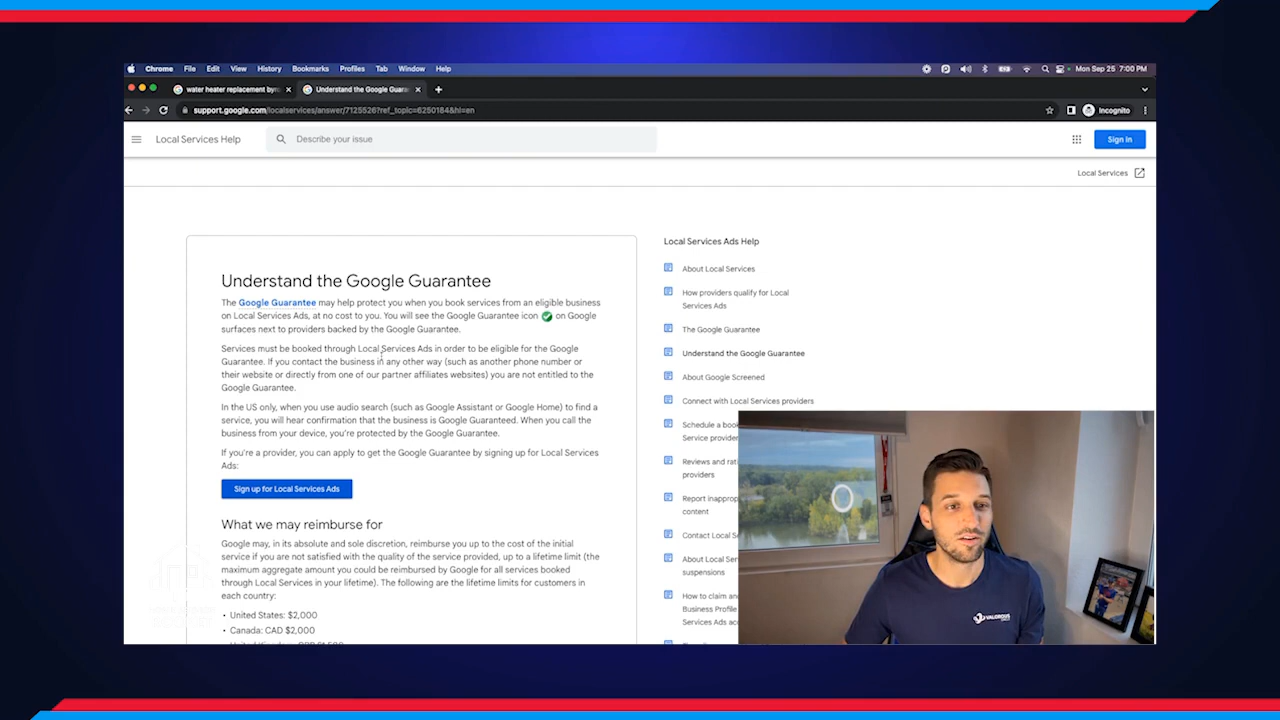 Chrome File Edit View History Bookmarks Profiles Tab Window Help
Mon Sep 25 7:00 PM
water heater replacement byro
Understand the Google Guaran
support.google.com/localservices/answer/7125526?ref_topic=6250184&hl=en
Incognito
Local Services Help
Describe your issue
Sign in
Local Services
Understand the Google Guarantee
The Google Guarantee may help protect you when you book services from an eligible business
on Local Services Ads, at no cost to you. You will see the Google Guarantee icon on Google
surfaces next to providers backed by the Google Guarantee.
Services must be booked through Local Services Ads in order to be eligible for the Google
Guarantee. If you contact the business in any other way (such as another phone number or
their website or directly from one of our partner affiliates websites) you are not entitled to the
Google Guarantee.
In the US only, when you use audio search (such as Google Assistant or Google Home) to find a
service, you will hear confirmation that the business is Google Guaranteed. When you call the
business from your device, you're protected by the Google Guarantee.
If you're a provider, you can apply to get the Google Guarantee by signing up for Local Services
Ads:
Sign up for Local Services Ads
What we may reimburse for
Google may, in its absolute and sole discretion, reimburse you up to the cost of the initial
service if you are not satisfied with the quality of the service provided, up to a lifetime limit (the
maximum aggregate amount you could be reimbursed by Google for all services booked
through Local Services in your lifetime). The following are the lifetime limits for customers in
each country:
• United States: $2,000
• Canada: CAD $2,000
Local Services Ads Help
About Local Services
How providers qualify for Local
Services Ads
The Google Guarantee
Understand the Google Guarantee
About Google Screened
Connect with Local Services providers
Schedule a book
Service provider
Reviews and rati
providers
Report inapprop
content
Contact Local S
About Local Ser
suspensions
How to claim an
Business Profile
Services Ads ac
VALOROUS